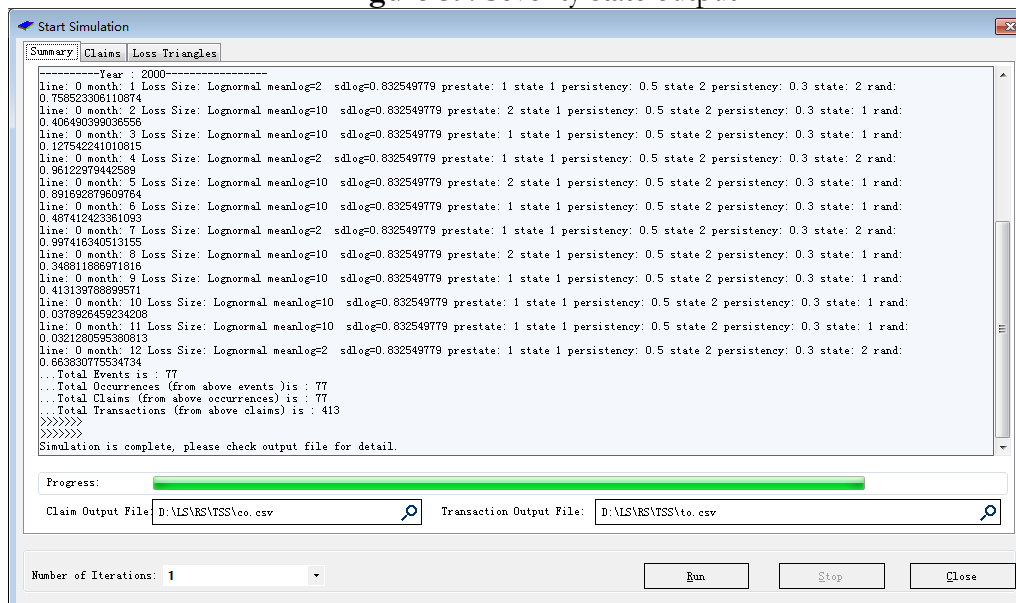 Start Simulation
Summary Claims Loss Triangles
----------Year : 2000-----------------
line: 0 month: 1 Loss Size: Lognormal meanlog=2 sdlog=0.832549779 prestate: 1 state 1 persistency: 0.5 state 2 persistency: 0.3 state: 2 rand:
0.758523306110874
line: 0 month: 2 Loss Size: Lognormal meanlog=10 sdlog=0.832549779 prestate: 2 state 1 persistency: 0.5 state 2 persistency: 0.3 state: 1 rand:
0.406490399036556
line: 0 month: 3 Loss Size: Lognormal meanlog=10 sdlog=0.832549779 prestate: 1 state 1 persistency: 0.5 state 2 persistency: 0.3 state: 1 rand:
0.127542241010815
line: 0 month: 4 Loss Size: Lognormal meanlog=2 sdlog=0.832549779 prestate: 1 state 1 persistency: 0.5 state 2 persistency: 0.3 state: 2 rand:
0.96122979442589
line: 0 month: 5 Loss Size: Lognormal meanlog=10 sdlog=0.832549779 prestate: 2 state 1 persistency: 0.5 state 2 persistency: 0.3 state: 1 rand:
0.891692879609764
line: 0 month: 6 Loss Size: Lognormal meanlog=10 sdlog=0.832549779 prestate: 1 state 1 persistency: 0.5 state 2 persistency: 0.3 state: 1 rand:
0.487412423361093
line: 0 month: 7 Loss Size: Lognormal meanlog=2 sdlog=0.832549779 prestate: 1 state 1 persistency: 0.5 state 2 persistency: 0.3 state: 2 rand:
0.997416340513155
line: 0 month: 8 Loss Size: Lognormal meanlog=10 sdlog=0.832549779 prestate: 2 state 1 persistency: 0.5 state 2 persistency: 0.3 state: 1 rand:
0.348811886971816
line: 0 month: 9 Loss Size: Lognormal meanlog=10 sdlog=0.832549779 prestate: 1 state 1 persistency: 0.5 state 2 persistency: 0.3 state: 1 rand:
0.413139788899571
line: 0 month: 10 Loss Size: Lognormal meanlog=10 sdlog=0.832549779 prestate: 1 state 1 persistency: 0.5 state 2 persistency: 0.3 state: 1 rand:
0.0378926459234208
line: 0 month: 11 Loss Size: Lognormal meanlog=10 sdlog=0.832549779 prestate: 1 state 1 persistency: 0.5 state 2 persistency: 0.3 state: 1 rand:
0.0321280595380813
line: 0 month: 12 Loss Size: Lognormal meanlog=2 sdlog=0.832549779 prestate: 1 state 1 persistency: 0.5 state 2 persistency: 0.3 state: 2 rand:
0.663830775534734
...Total Events is : 77
...Total Occurrences (from above events )is : 77
...Total Claims (from above occurrences) is : 77
...Total Transactions (from above claims) is : 413
>>>>>>>
>>>>>>>
Simulation is complete, please check output file for detail.
Progress:
Claim Output File: D:\LS\RS\TSS\co.csv Transaction Output File: D:\LS\RS\TSS\to.csv
Number of Iterations: 1 Run Stop Close